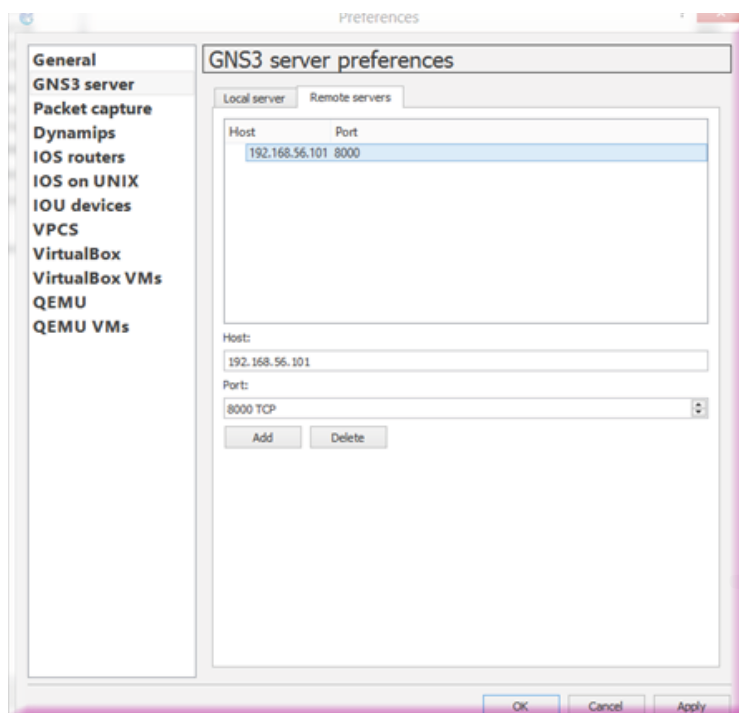 Preferences
?
General
GNS3 server
Packet capture
Dynamips
IOS routers
IOS on UNIX
IOU devices
VPCS
VirtualBox
VirtualBox VMs
QEMU
QEMU VMs
GNS3 server preferences
Local server Remote servers
Host Port
192.168.56.101 8000
Host:
192.168.56.101
Port:
8000 TCP
Add Delete
OK Cancel Apply